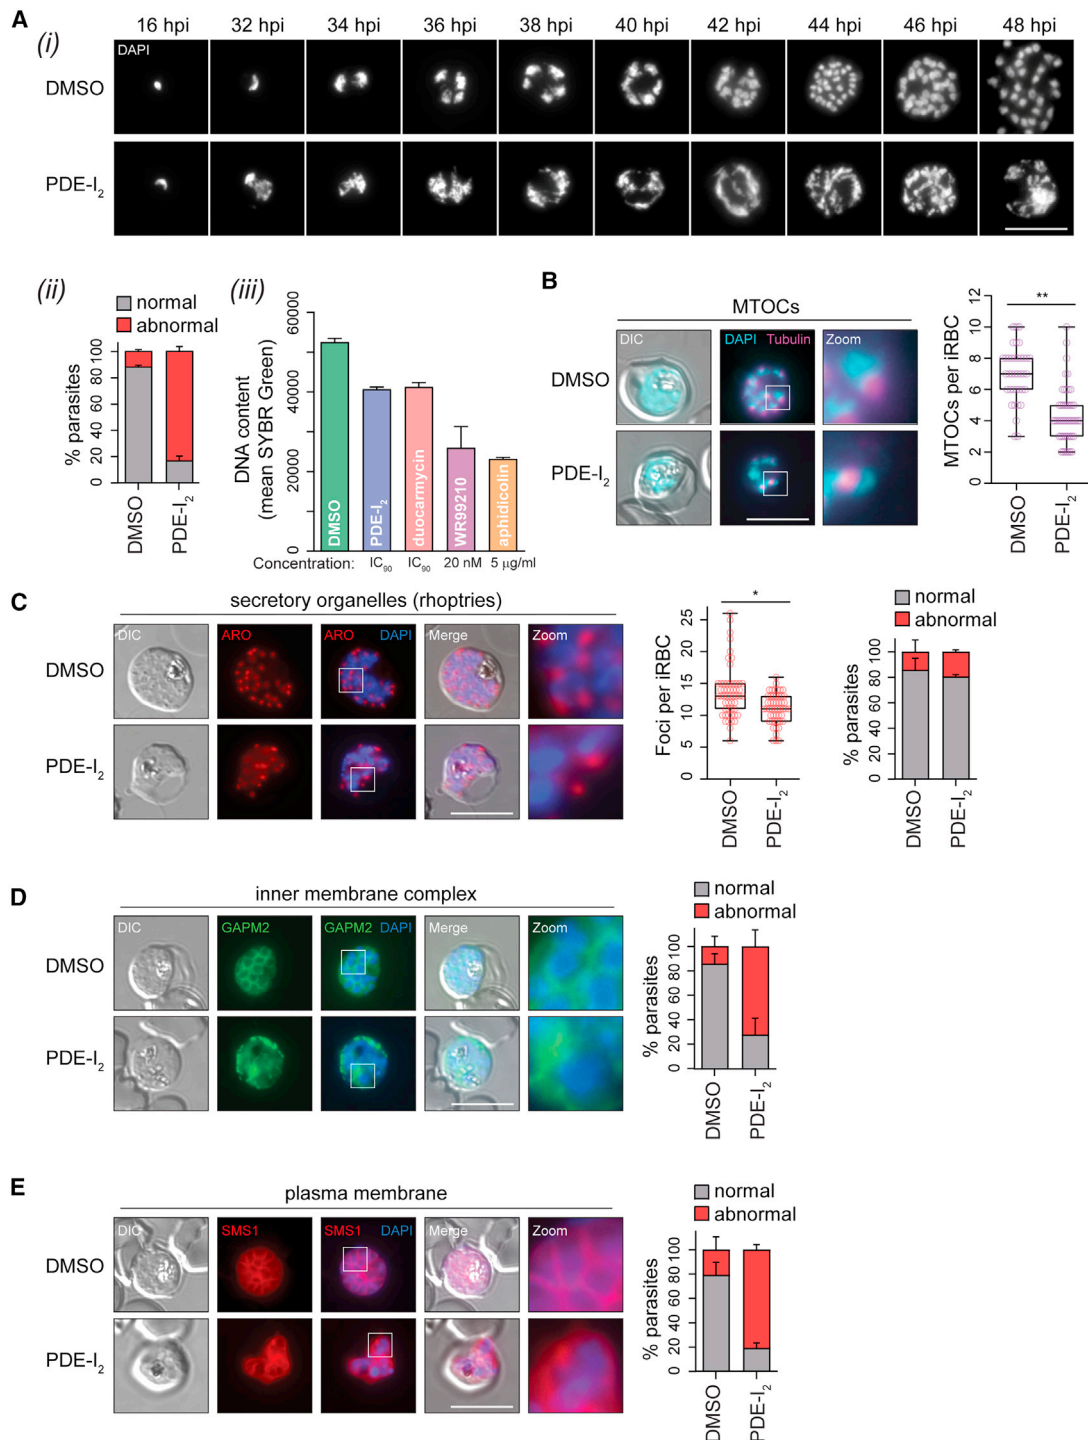 A
(i)
16 hpi 32 hpi 34 hpi 36 hpi 38 hpi 40 hpi 42 hpi 44 hpi 46 hpi 48 hpi
DAPI
DMSO
PDE-I2
(ii)
normal
abnormal
% parasites
0 20 40 60 80 100
DMSO
PDE-I2
(iii)
DNA content
(mean SYBR Green)
0 20000 40000 60000
DMSO
PDE-I2
duocarmycin
WR99210
aphidicolin
Concentration: IC90 IC90 20 nM 5 μg/ml
B
MTOCs
DIC
DAPI Tubulin
Zoom
DMSO
PDE-I2
MTOCs per iRBC
0 2 4 6 8 10 12
**
DMSO
PDE-I2
C
secretory organelles (rhoptries)
DIC
ARO
ARO DAPI
Merge
Zoom
DMSO
PDE-I2
Foci per iRBC
0 5 10 15 20 25
*
DMSO
PDE-I2
normal
abnormal
% parasites
0 20 40 60 80 100
DMSO
PDE-I2
D
inner membrane complex
DIC
GAPM2
GAPM2 DAPI
Merge
Zoom
DMSO
PDE-I2
normal
abnormal
% parasites
0 20 40 60 80 100
DMSO
PDE-I2
E
plasma membrane
DIC
SMS1
SMS1 DAPI
Merge
Zoom
DMSO
PDE-I2
normal
abnormal
% parasites
0 20 40 60 80 100
DMSO
PDE-I2